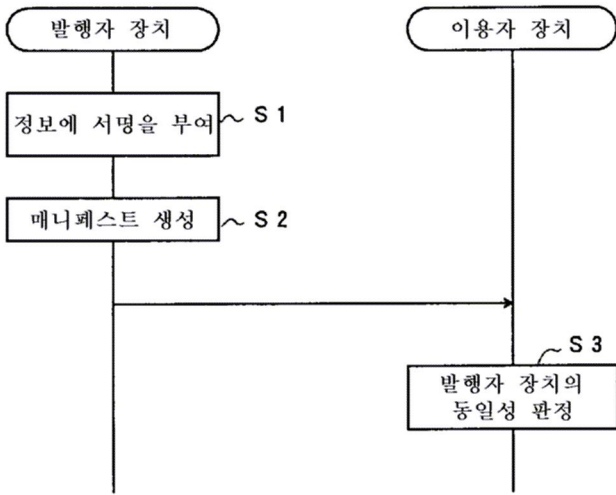 발행자 장치
이용자 장치
정보에 서명을 부여
S1
매니페스트 생성
S2
S3
발행자 장치의
동일성 판정